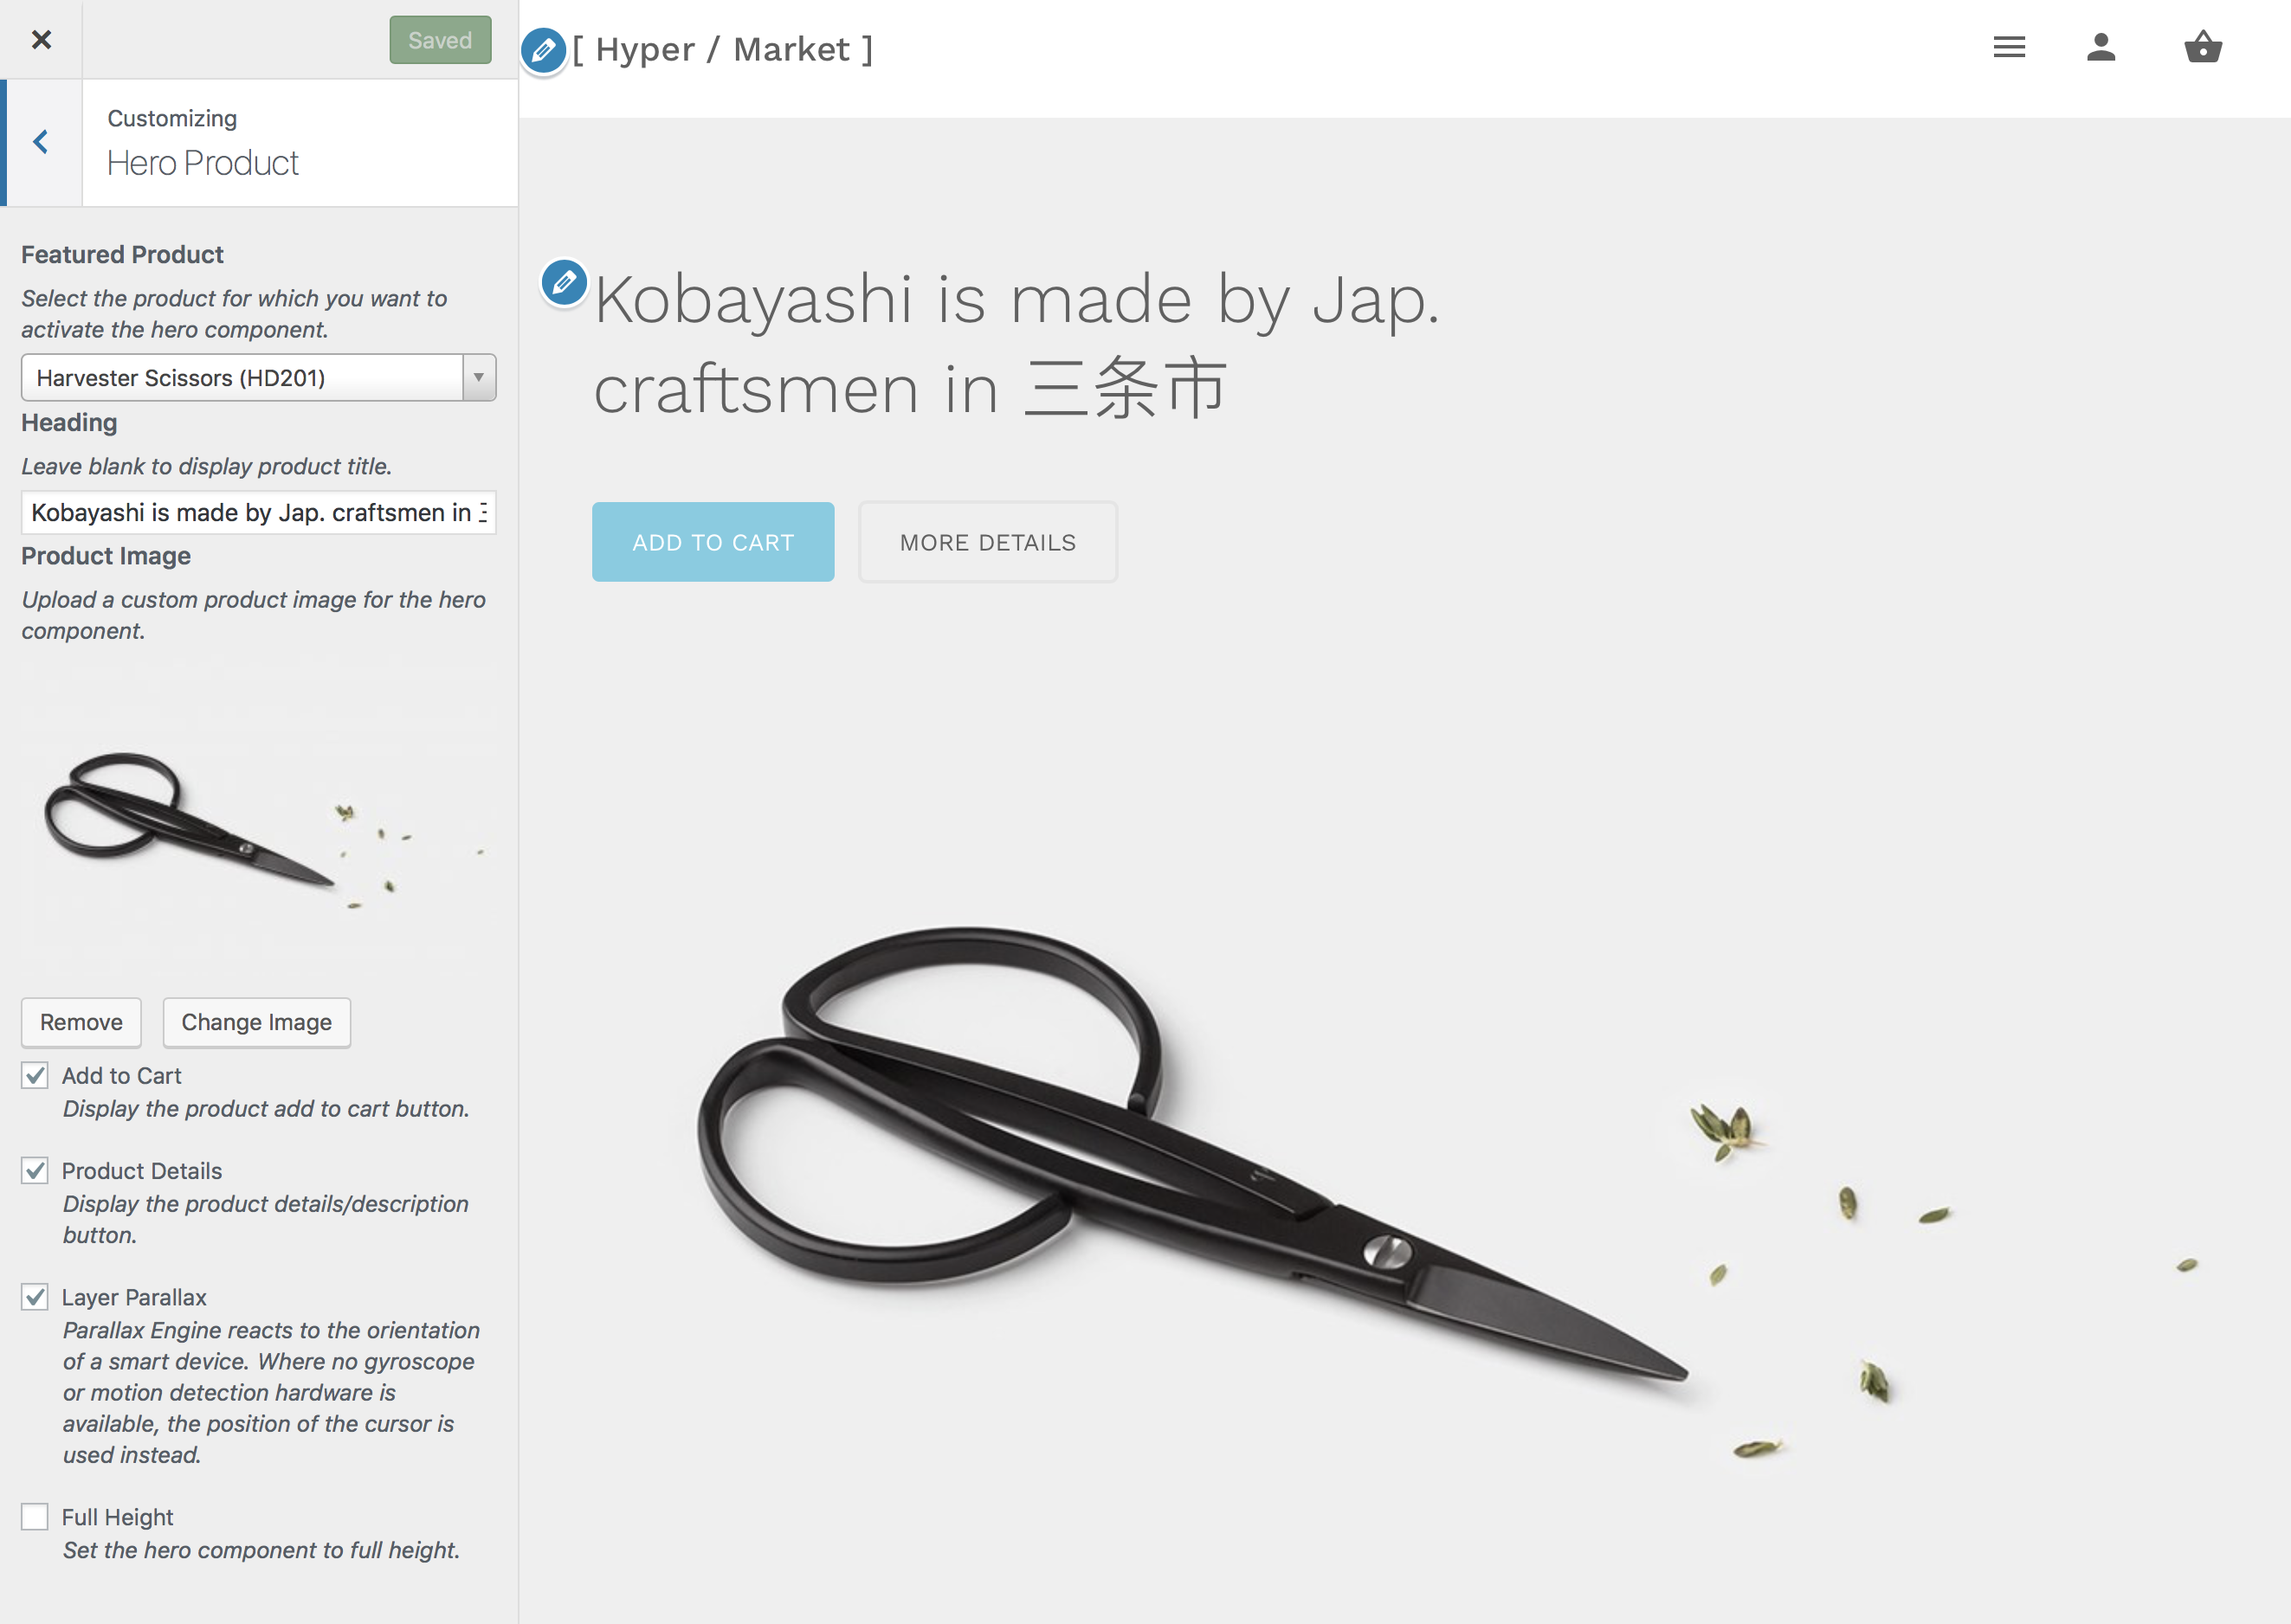 Saved
Customizing
Hero Product
Featured Product
Select the product for which you want to
activate the hero component.
Harvester Scissors (HD201)
Heading
Leave blank to display product title.
Kobayashi is made by Jap. craftsmen in
Product Image
Upload a custom product image for the hero
component.
Remove
Change Image
Add to Cart
Display the product add to cart button.
Product Details
Display the product details/description
button.
Layer Parallax
Parallax Engine reacts to the orientation
of a smart device. Where no gyroscope
or motion detection hardware is
available, the position of the cursor is
used instead.
Full Height
Set the hero component to full height.
[ Hyper / Market ]
Kobayashi is made by Jap.
craftsmen in 三条市
ADD TO CART
MORE DETAILS